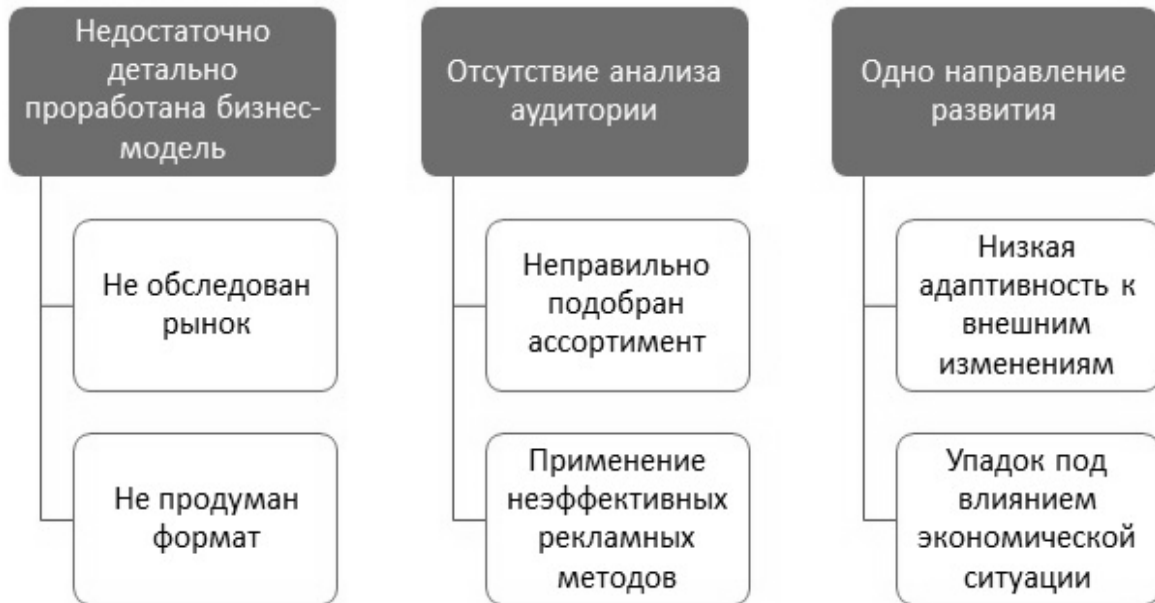 Недостаточно
детально
проработана бизнес-
модель
Не обследован
рынок
Не продуман
формат
Отсутствие анализа
аудитории
Неправильно
подобран
ассортимент
Применение
неэффективных
рекламных
методов
Одно направление
развития
Низкая
адаптивность к
внешним
изменениям
Упадок под
влиянием
экономической
ситуации